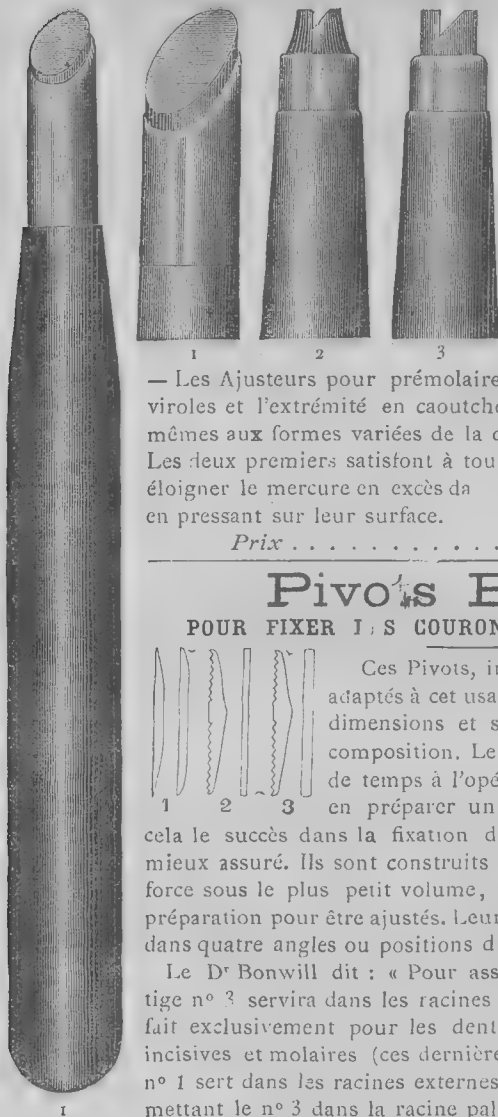 1 2 3
— Les Ajusteurs pour prémolaire
viroles et l'extrémité en caoutch
mêmes aux formes variées de la
Les deux premiers satisfont à tou
éloigner le mercure en excès da
en pressant sur leur surface.
Prix . . . . . . . . . . .
Pivots B
POUR FIXER L S COURON
Ces Pivots, i
adaptés à cet usa
dimensions et s
composition. Le
de temps à l'opé
1 2 3 en préparer un
cela le succès dans la fixation d
mieux assuré. Ils sont construits
force sous le plus petit volume,
préparation pour être ajustés. Leur
dans quatre angles ou positions d
Le Dr Bonwill dit : « Pour ass
tige nº 3 servira dans les racines
fait exclusivement pour les dent
incisives et molaires (ces dernière
nº 1 sert dans les racines externes
1 mettant le nº 3 dans la racine pal